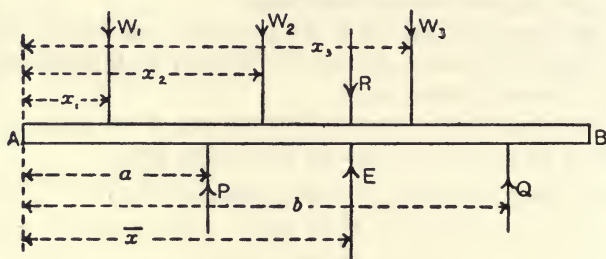 W₁ W₂ W₃
x₃
x₂ R
x₁
A B
a P E Q
b
x̄